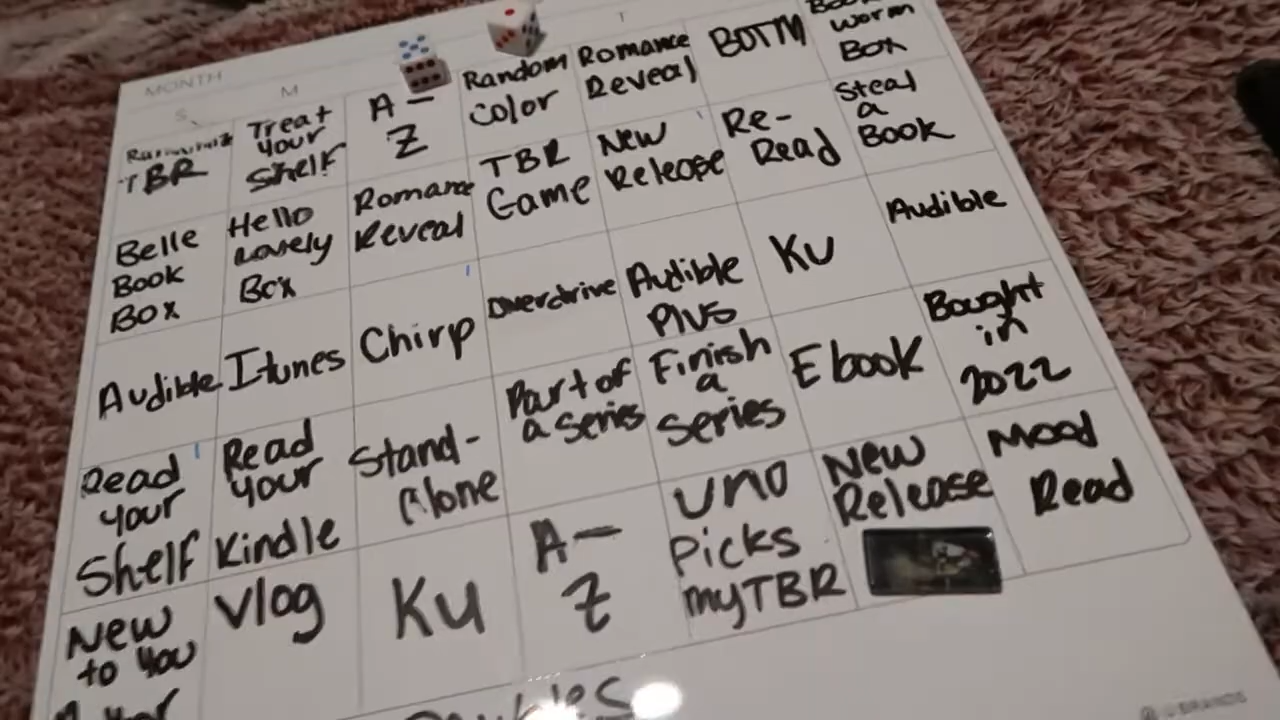 MONTH
S
M
T
TBR
Treat
your
Shelf
A-
Z
Random
Color
Romance
Reveal
BOTM
Book
worm
Box
Belle
Book
Box
Hello
Lovely
Box
Romance
Reveal
TBR
Game
New
Release
Re-
Read
Steal
a
Book
Audible
Itunes
Chirp
Overdrive
Audible
Plus
KU
Audible
Read
your
Shelf
Read
your
Kindle
Stand-
Alone
Part of
a Series
Finish
a
Series
Ebook
Bought
in
2022
New
to You
Vlog
KU
A-
Z
UNO
Picks
myTBR
New
Release
Mood
Read